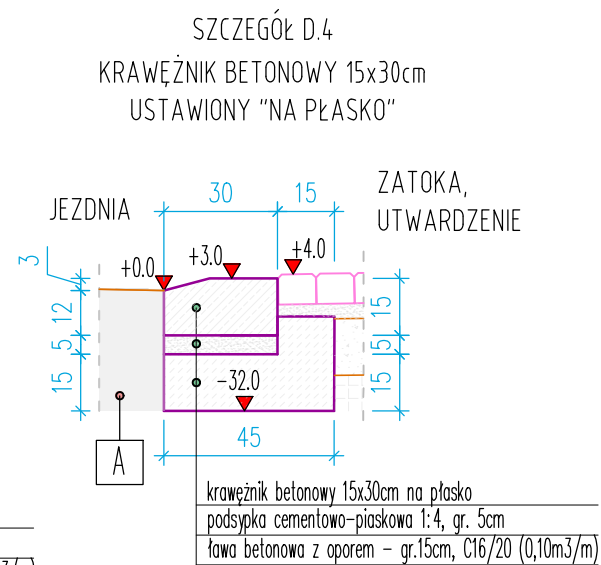 SZCZEGÓŁ D.4
KRAWĘŻNIK BETONOWY 15x30cm
USTAWIONY "NA PŁASKO"
JEZDNIA
30
15
ZATOKA,
UTWARDZENIE
3
+0.0
+3.0
+4.0
12
5
15
15
5
15
-32.0
45
A
krawężnik betonowy 15x30cm na płasko
podsypka cementowo-piaskowa 1:4, gr. 5cm
ława betonowa z oporem - gr.15cm, C16/20 (0,10m3/m)